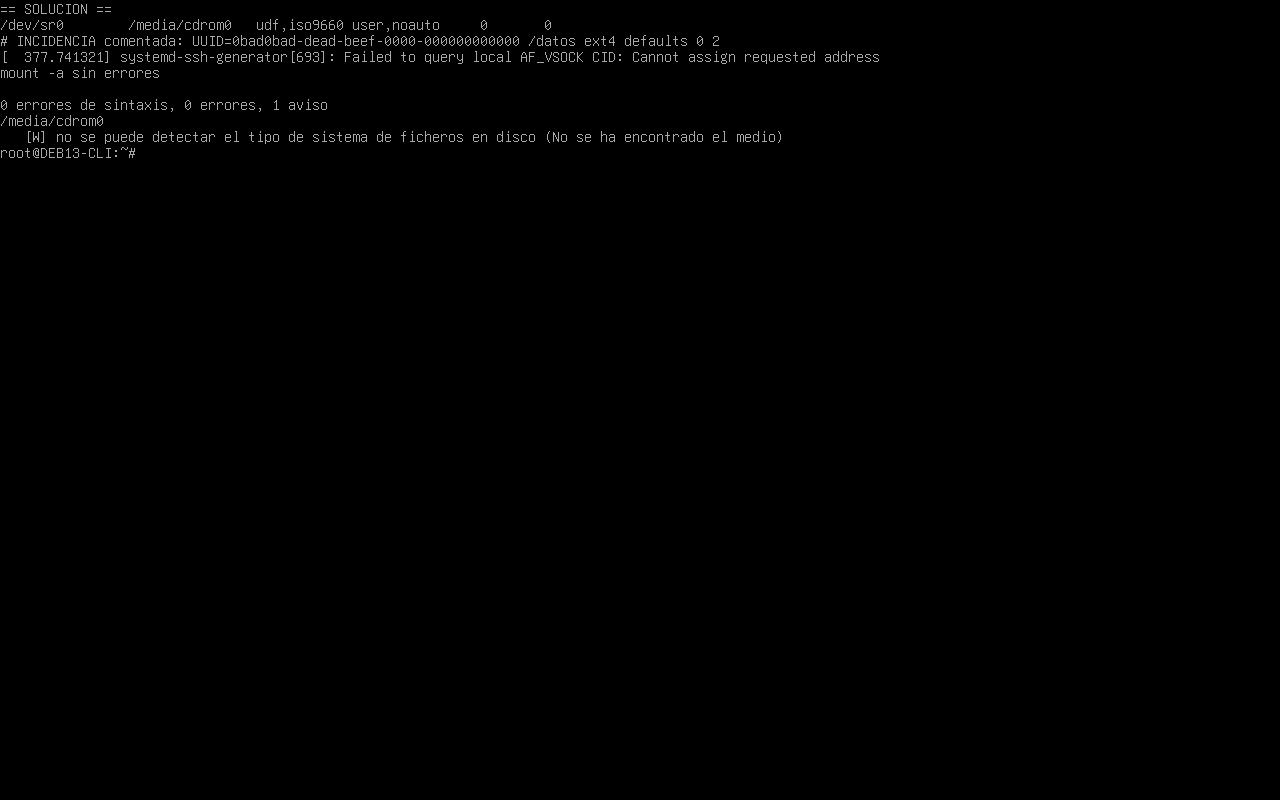 == SOLUCION ==
/dev/sr0        /media/cdrom0   udf,iso9660 user,noauto     0       0
# INCIDENCIA comentada: UUID=0bad0bad-dead-beef-0000-000000000000 /datos ext4 defaults 0 2
[  377.741321] systemd-ssh-generator[693]: Failed to query local AF_VSOCK CID: Cannot assign requested address
mount -a sin errores

0 errores de sintaxis, 0 errores, 1 aviso
/media/cdrom0
   [W] no se puede detectar el tipo de sistema de ficheros en disco (No se ha encontrado el medio)
root@DEB13-CLI:~#